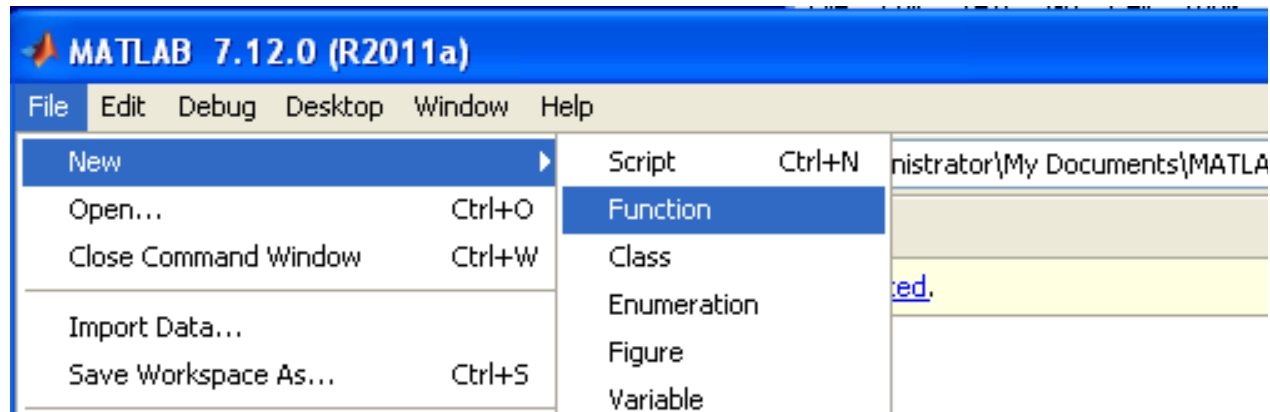 MATLAB 7.12.0 (R2011a)
File Edit Debug Desktop Window Help
New
Open... Ctrl+O
Close Command Window Ctrl+W
Import Data...
Save Workspace As... Ctrl+S
Script Ctrl+N
Function
Class
Enumeration
Figure
Variable
nistrator\My Documents\MATLA
ted.